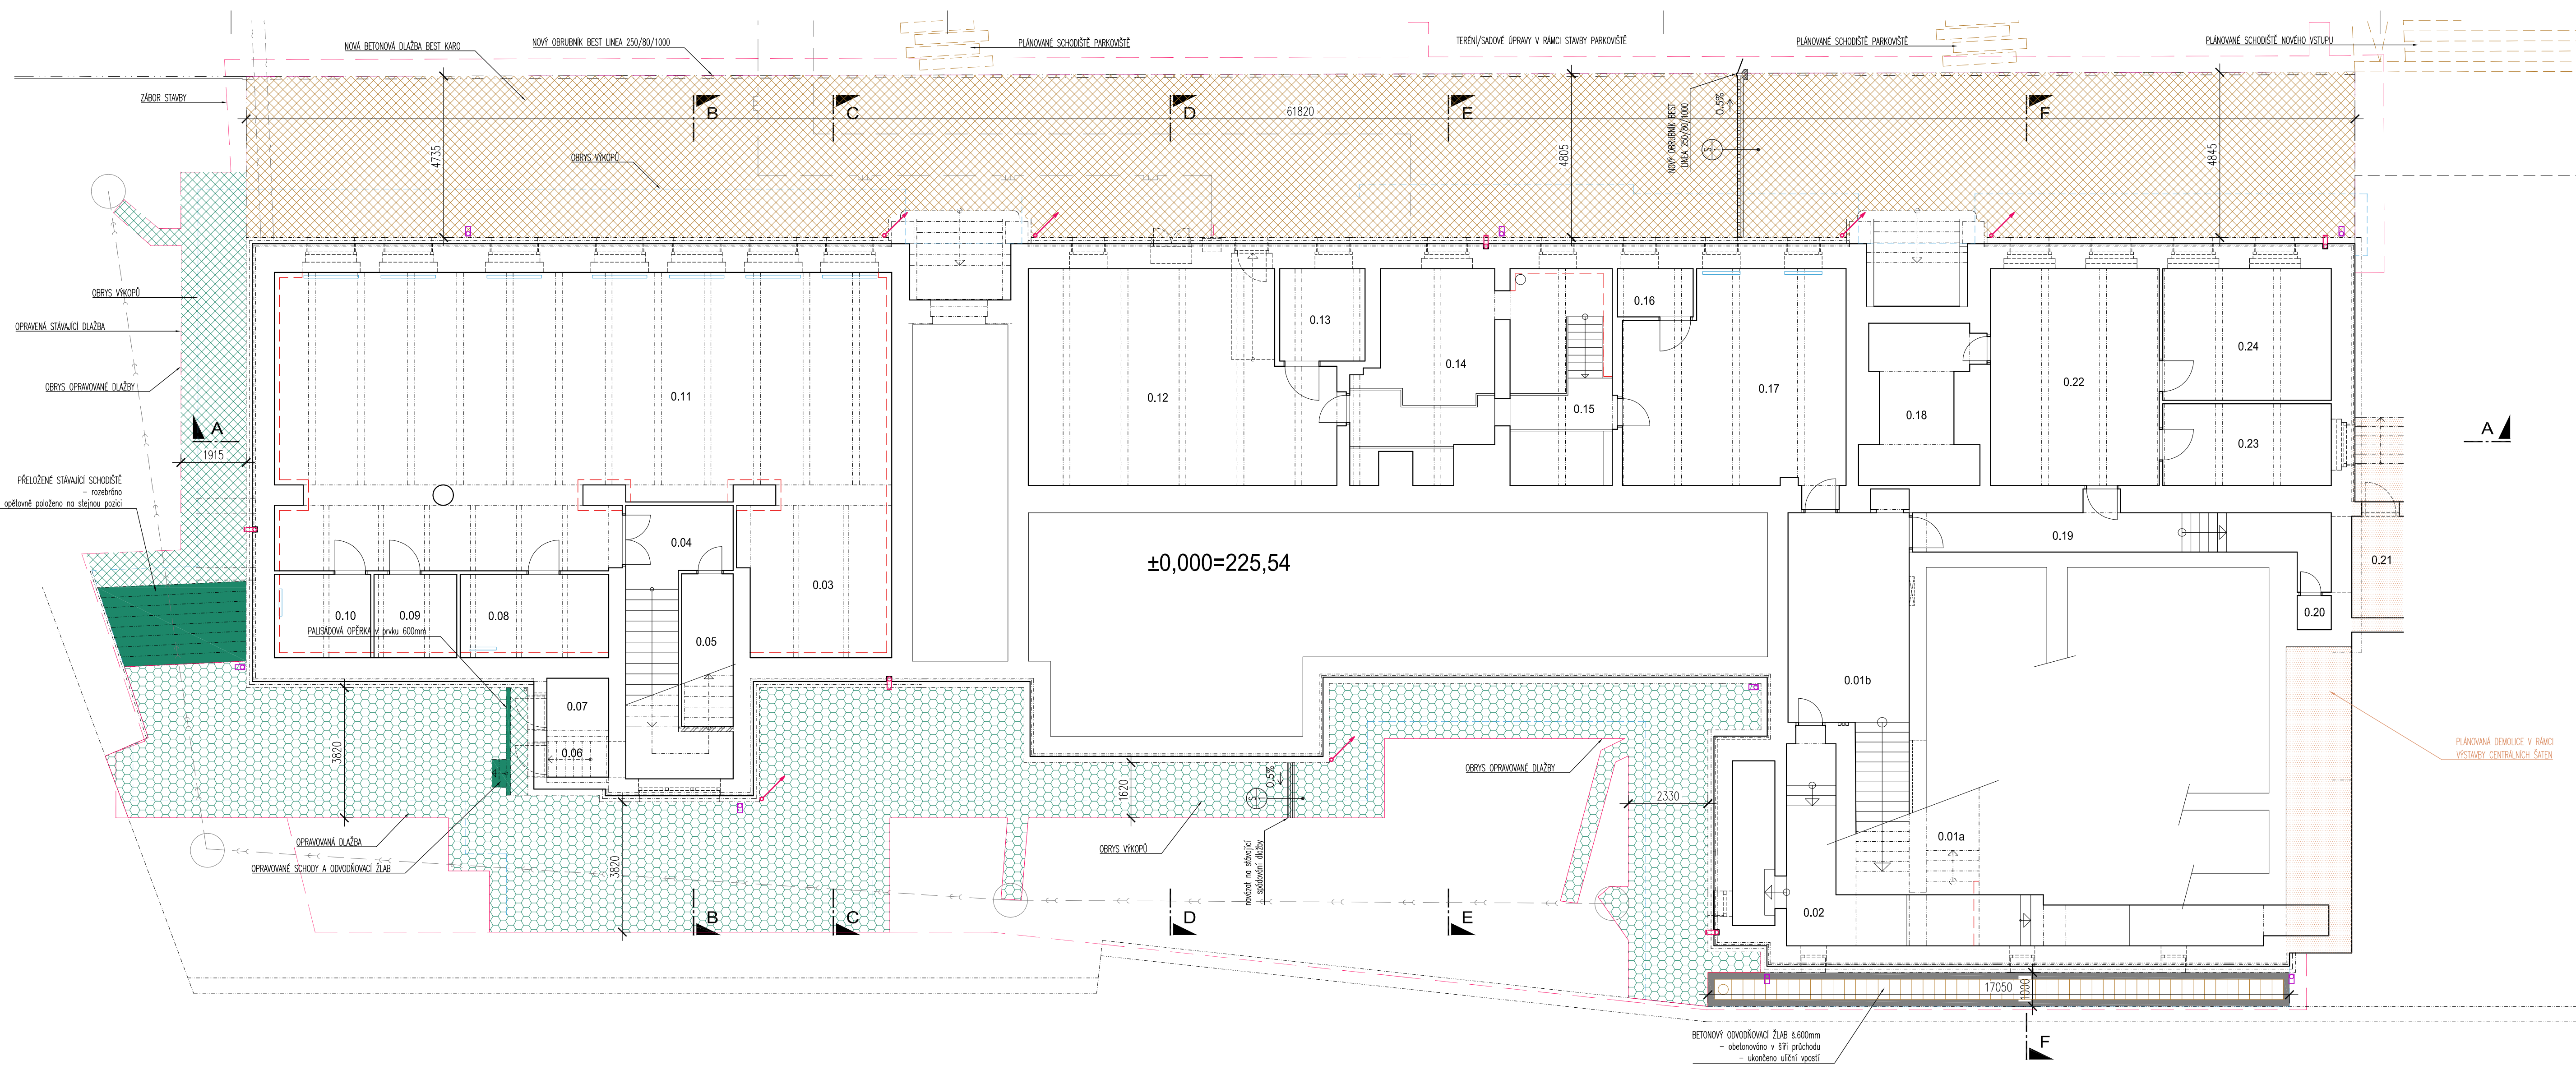 NOVÁ BETONOVÁ DLAŽBA BEST KARO
NOVÝ OBRUBNÍK BEST LINEA 250/80/1000
PLÁNOVANÉ SCHODIŠTĚ PARKOVIŠTĚ
TERÉNÍ/SADOVÉ ÚPRAVY V RÁMCI STAVBY PARKOVIŠTĚ
PLÁNOVANÉ SCHODIŠTĚ PARKOVIŠTĚ
PLÁNOVANÉ SCHODIŠTĚ NOVÉHO VSTUPU
ZÁBOR STAVBY
B
C
D
E
F
61820
4735
4805
4845
NOVÝ OBRUBNÍK BEST
LINEA 250/80/1000
0.5%
S
1
OBRYS VÝKOPŮ
OBRYS VÝKOPŮ
OPRAVENÁ STÁVAJÍCÍ DLAŽBA
OBRYS OPRAVOVANÉ DLAŽBY
A
1915
A
PŘELOŽENÉ STÁVAJÍCÍ SCHODIŠTĚ
– rozebráno
opětovně položeno na stejnou pozici
0.11
0.12
0.13
0.14
0.15
0.16
0.17
0.18
0.22
0.24
0.23
0.04
0.03
0.05
0.10
0.09
0.08
PALISÁDOVÁ OPĚRKA v prvku 600mm
0.07
0.06
±0,000=225,54
0.19
0.21
0.20
0.01b
0.01a
0.02
3820
3820
1620
2330
0.5%
S
1
navázat na stávající
spádování dlažby
OBRYS OPRAVOVANÉ DLAŽBY
OBRYS VÝKOPŮ
OPRAVOVANÁ DLAŽBA
OPRAVOVANÉ SCHODY A ODVODŇOVACÍ ŽLAB
PLÁNOVANÁ DEMOLICE V RÁMCI
VÝSTAVBY CENTRÁLNÍCH ŠATEN
B
C
D
E
17050
1000
BETONOVÝ ODVODŇOVACÍ ŽLAB š.600mm
– obetonováno v šíři průchodu
– ukončeno uliční vpostí
F